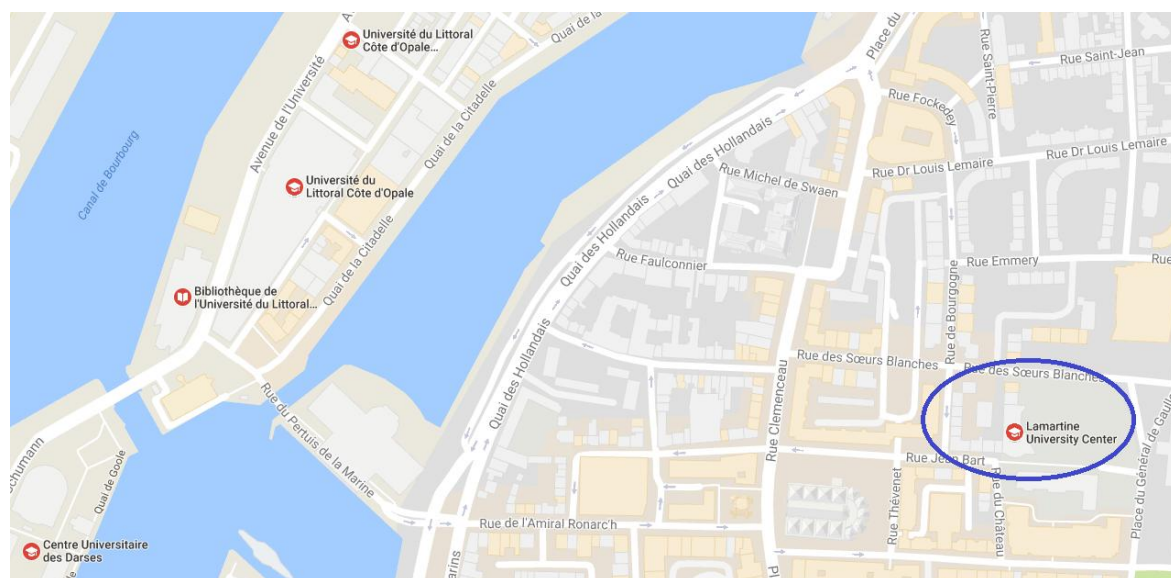 Université du Littoral
Côte d'Opale...
Avenue de l'Université
Quai de la Citadelle
Place du
Rue Saint-Pierre
Rue Saint-Jean
Rue Fockedey
Canal de Bourbourg
Quai des Hollandais
Quai des Hollandais
Rue Dr Louis Lemaire
Rue Dr Louis Lemaire
Rue Michel de Swaen
Université du
Littoral Côte d'Opale
Quai de la Citadelle
Quai des Hollandais
Rue Faulconnier
Rue Emmery
Bibliothèque de
l'Université du Littoral...
Rue de Bourgogne
Quai des Hollandais
Rue des Sœurs Blanches
Rue des Sœurs Blanches
Rue Clemenceau
Lamartine
University Center
Rue du Pertuis de la Marine
Rue Jean Bart
Place du Général de Gaulle
Schumann
Quai de Goole
Rue Thévenet
Rue du Château
Rue de l'Amiral Ronarc'h
Centre Universitaire
des Darses